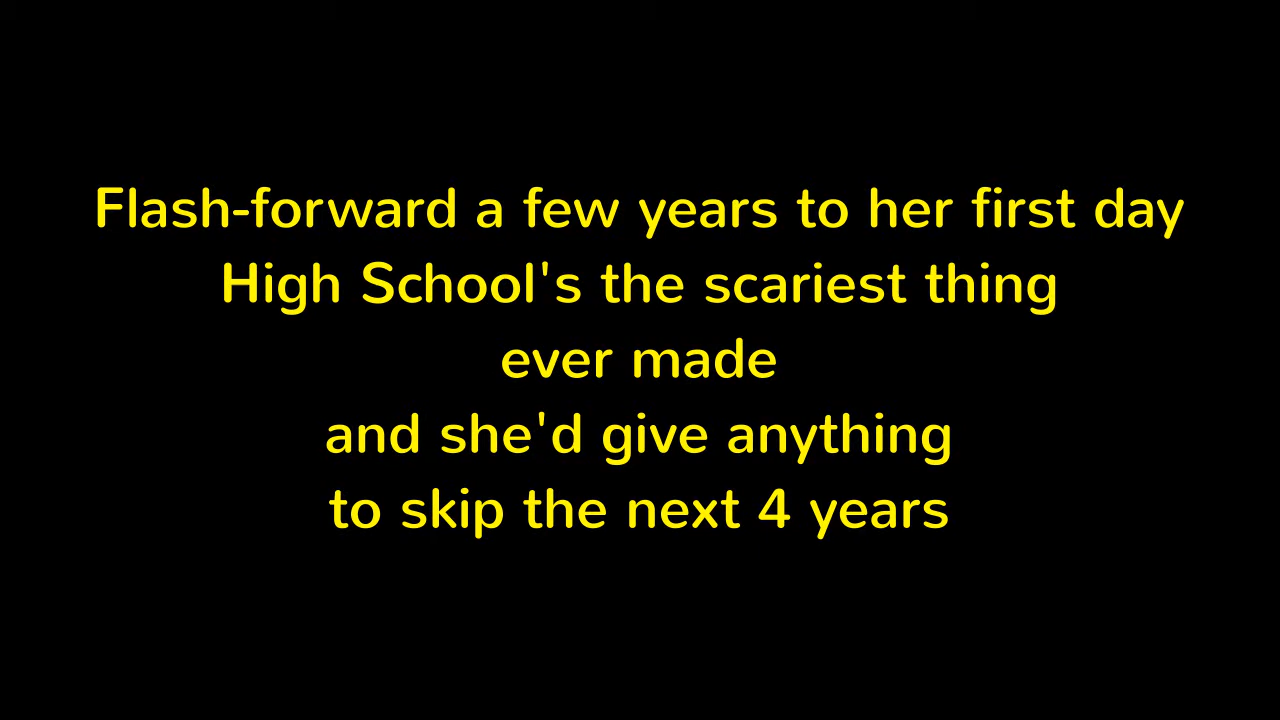 Flash-forward a few years to her first day
High School's the scariest thing
ever made
and she'd give anything
to skip the next 4 years